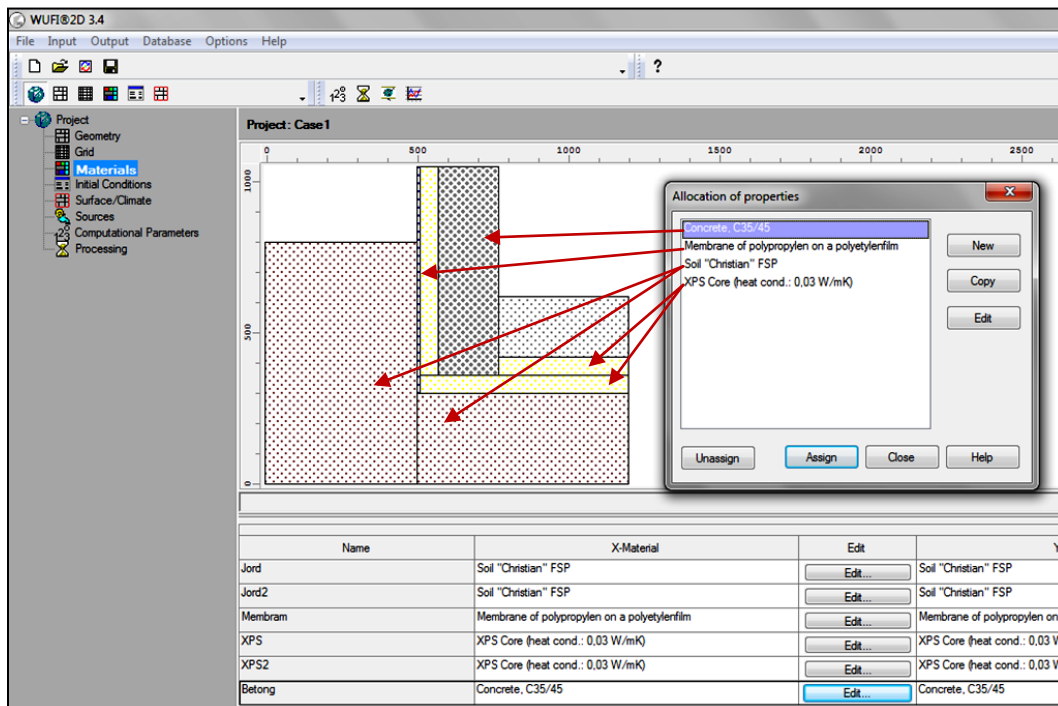 WUFI®2D 3.4
File Input Output Database Options Help
?
Project
Geometry
Grid
Materials
Initial Conditions
Surface/Climate
Sources
Computational Parameters
Processing
Project: Case1
0 500 1000 1500 2000 2500
1000
500
0
Allocation of properties
Concrete, C35/45
Membrane of polypropylen on a polyetylenfilm
Soil "Christian" FSP
XPS Core (heat cond.: 0,03 W/mK)
New
Copy
Edit
Unassign Assign Close Help
Name X-Material Edit Y
Jord Soil "Christian" FSP Edit... Soil "Christian" FSP
Jord2 Soil "Christian" FSP Edit... Soil "Christian" FSP
Membram Membrane of polypropylen on a polyetylenfilm Edit... Membrane of polypropylen on
XPS XPS Core (heat cond.: 0,03 W/mK) Edit... XPS Core (heat cond.: 0,03 W
XPS2 XPS Core (heat cond.: 0,03 W/mK) Edit... XPS Core (heat cond.: 0,03 W
Betong Concrete, C35/45 Edit... Concrete, C35/45